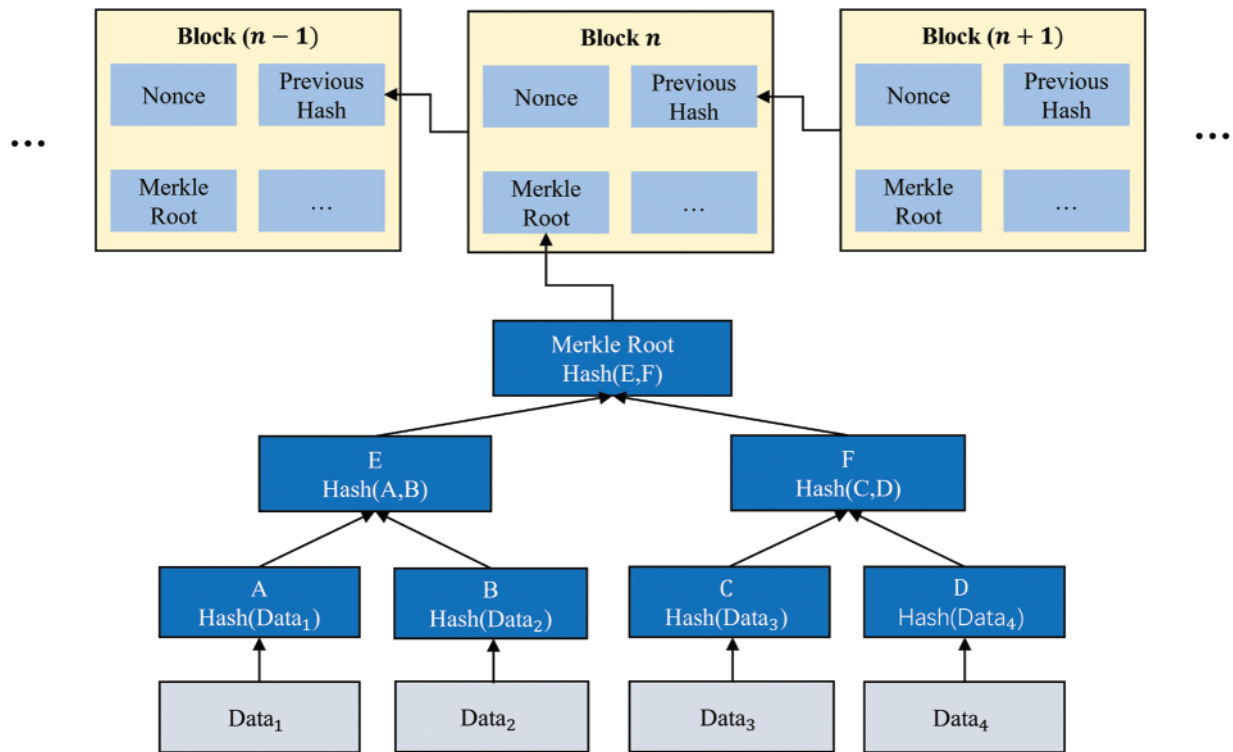 Block (n − 1)
Nonce
Previous
Hash
Merkle
Root
…
Block n
Nonce
Previous
Hash
Merkle
Root
…
Block (n + 1)
Nonce
Previous
Hash
Merkle
Root
…
...
...
Merkle Root
Hash(E,F)
E
Hash(A,B)
F
Hash(C,D)
A
Hash(Data₁)
B
Hash(Data₂)
C
Hash(Data₃)
D
Hash(Data₄)
Data₁
Data₂
Data₃
Data₄